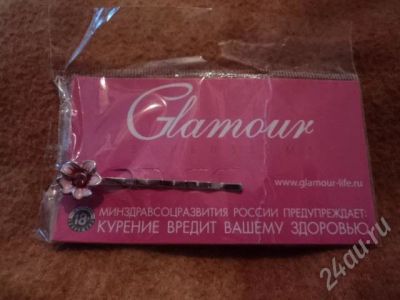 Glamour
www.glamour-life.ru
18
МИНЗДРАВСОЦРАЗВИТИЯ РОССИИ ПРЕДУПРЕЖДАЕТ:
КУРЕНИЕ ВРЕДИТ ВАШЕМУ ЗДОРОВЬЮ
24au.ru